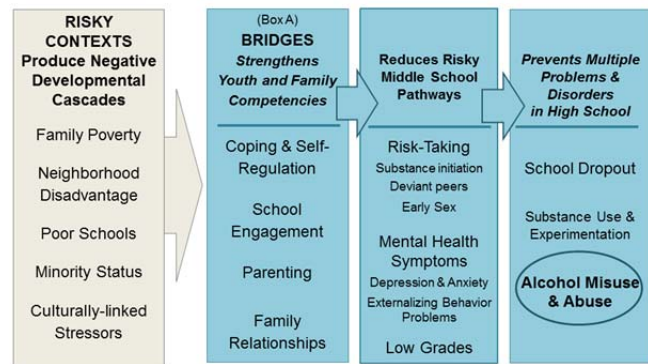 RISKY
CONTEXTS
Produce Negative
Developmental
Cascades
Family Poverty
Neighborhood
Disadvantage
Poor Schools
Minority Status
Culturally-linked
Stressors
(Box A)
BRIDGES
Strengthens
Youth and Family
Competencies
Coping & Self-
Regulation
School
Engagement
Parenting
Family
Relationships
Reduces Risky
Middle School
Pathways
Risk-Taking
Substance initiation
Deviant peers
Early Sex
Mental Health
Symptoms
Depression & Anxiety
Externalizing Behavior
Problems
Low Grades
Prevents Multiple
Problems &
Disorders
in High School
School Dropout
Substance Use &
Experimentation
Alcohol Misuse
& Abuse